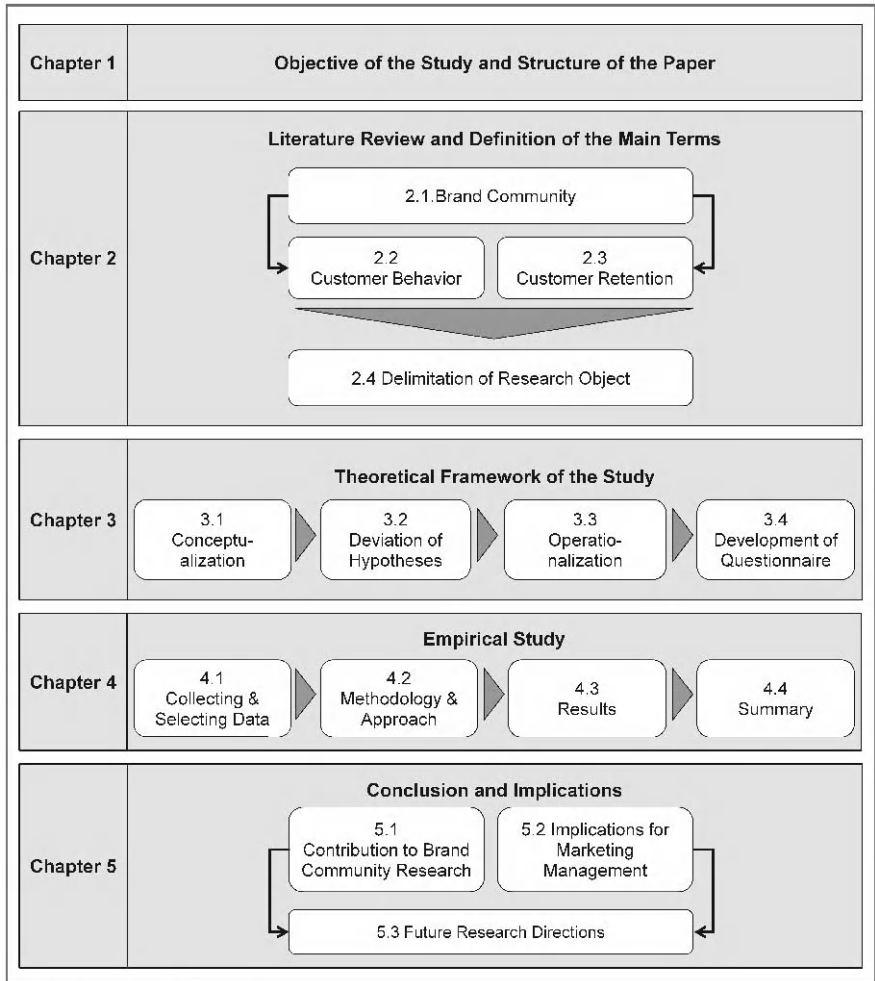 Chapter 1
Objective of the Study and Structure of the Paper
Chapter 2
Literature Review and Definition of the Main Terms
2.1.Brand Community
2.2
Customer Behavior
2.3
Customer Retention
2.4 Delimitation of Research Object
Chapter 3
Theoretical Framework of the Study
3.1
Conceptu-
alization
3.2
Deviation of
Hypotheses
3.3
Operatio-
nalization
3.4
Development of
Questionnaire
Chapter 4
Empirical Study
4.1
Collecting &
Selecting Data
4.2
Methodology &
Approach
4.3
Results
4.4
Summary
Chapter 5
Conclusion and Implications
5.1
Contribution to Brand
Community Research
5.2 Implications for
Marketing
Management
5.3 Future Research Directions